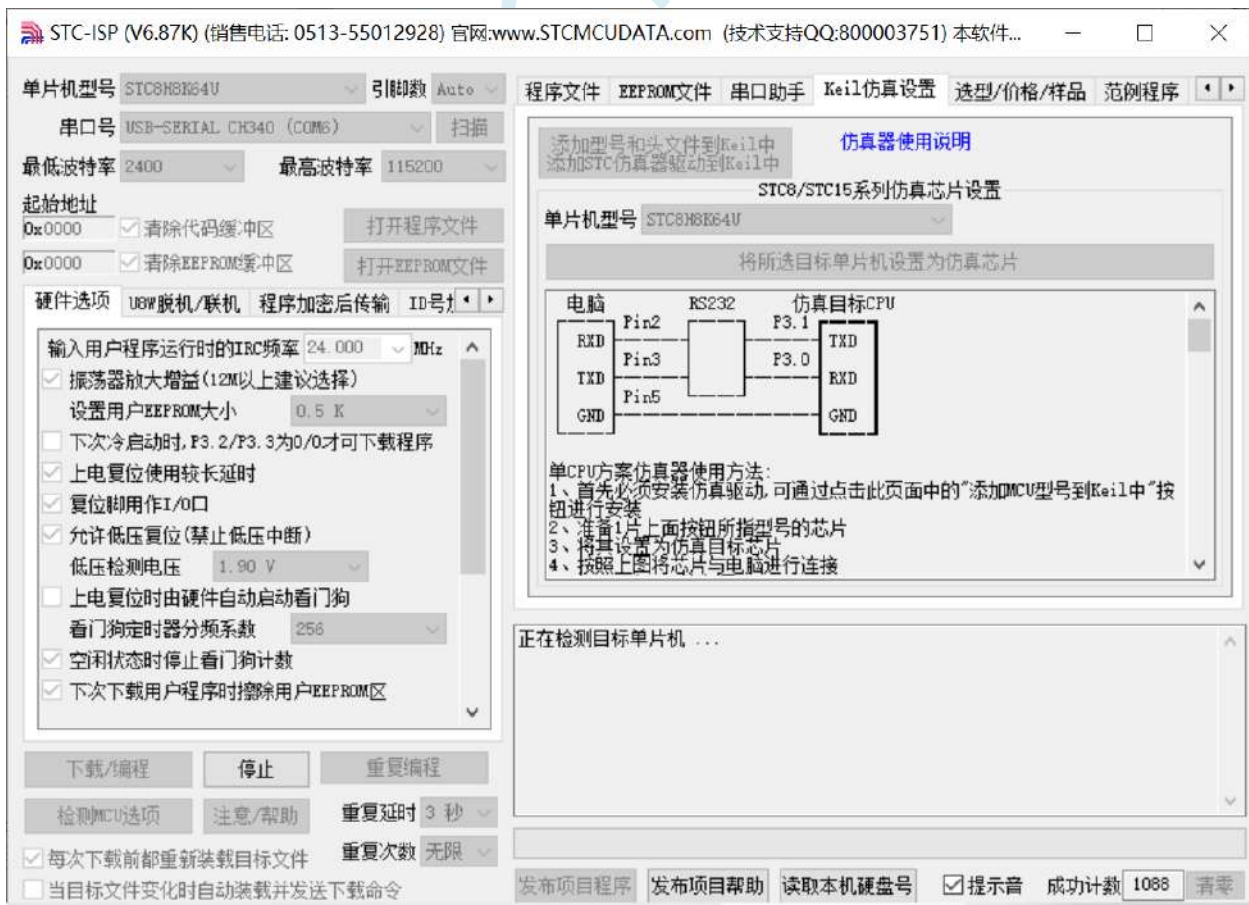 STC-ISP (V6.87K) (销售电话: 0513-55012928) 官网:www.STCMCUDATA.com (技术支持QQ:800003751) 本软件...
单片机型号 STC8H8K64U 引脚数 Auto
串口号 USB-SERIAL CH340 (COM6) 扫描
最低波特率 2400 最高波特率 115200
起始地址
0x0000 清除代码缓冲区 打开程序文件
0x0000 清除EEPROM缓冲区 打开EEPROM文件
硬件选项 U8W脱机/联机 程序加密后传输 ID号
输入用户程序运行时的IRC频率 24.000 MHz
振荡器放大增益(12M以上建议选择)
设置用户EEPROM大小 0.5 K
下次冷启动时,P3.2/P3.3为0/0才可下载程序
上电复位使用较长延时
复位脚用作I/O口
允许低压复位(禁止低压中断)
低压检测电压 1.90 V
上电复位时由硬件自动启动看门狗
看门狗定时器分频系数 256
空闲状态时停止看门狗计数
下次下载用户程序时擦除用户EEPROM区
下载/编程 停止 重复编程
检测MCU选项 注意/帮助 重复延时 3 秒
每次下载前都重新装载目标文件 重复次数 无限
当目标文件变化时自动装载并发送下载命令
程序文件 EEPROM文件 串口助手 Keil仿真设置 选型/价格/样品 范例程序
添加型号和头文件到Keil中
添加STC仿真器驱动到Keil中
仿真器使用说明
STC8/STC15系列仿真芯片设置
单片机型号 STC8H8K64U
将所选目标单片机设置为仿真芯片
电脑 RS232 仿真目标CPU
RXD Pin2 P3.1 TXD
TXD Pin3 P3.0 RXD
GND Pin5 GND
单CPU方案仿真器使用方法:
1、首先必须安装仿真驱动,可通过点击此页面中的"添加MCU型号到Keil中"按
钮进行安装
2、准备1片上面按钮所指型号的芯片
3、将其设置为仿真目标芯片
4、按照上图将芯片与电脑进行连接
正在检测目标单片机 ...
发布项目程序 发布项目帮助 读取本机硬盘号 提示音 成功计数 1088 清零